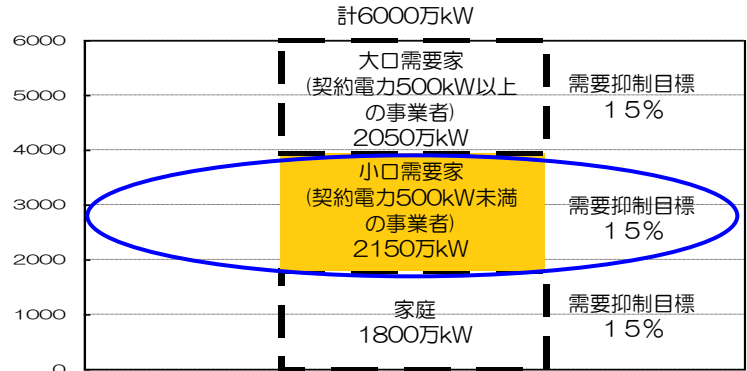 計6000万kW
6000
5000
4000
3000
2000
1000
0
大口需要家
(契約電力500kW以上
の事業者)
2050万kW
需要抑制目標
１５%
小口需要家
(契約電力500kW未満
の事業者)
2150万kW
需要抑制目標
１５%
家庭
1800万kW
需要抑制目標
１５%